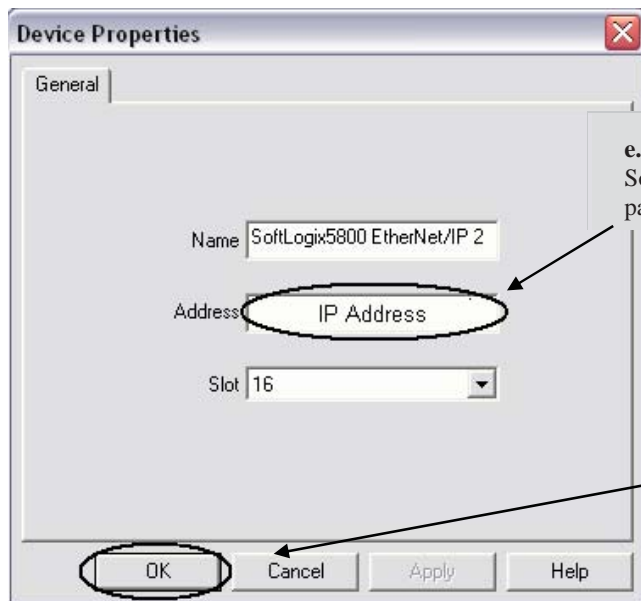 Device Properties
General
e.
Name SoftLogix5800 EtherNet/IP 2
Address IP Address
Slot 16
OK Cancel Apply Help